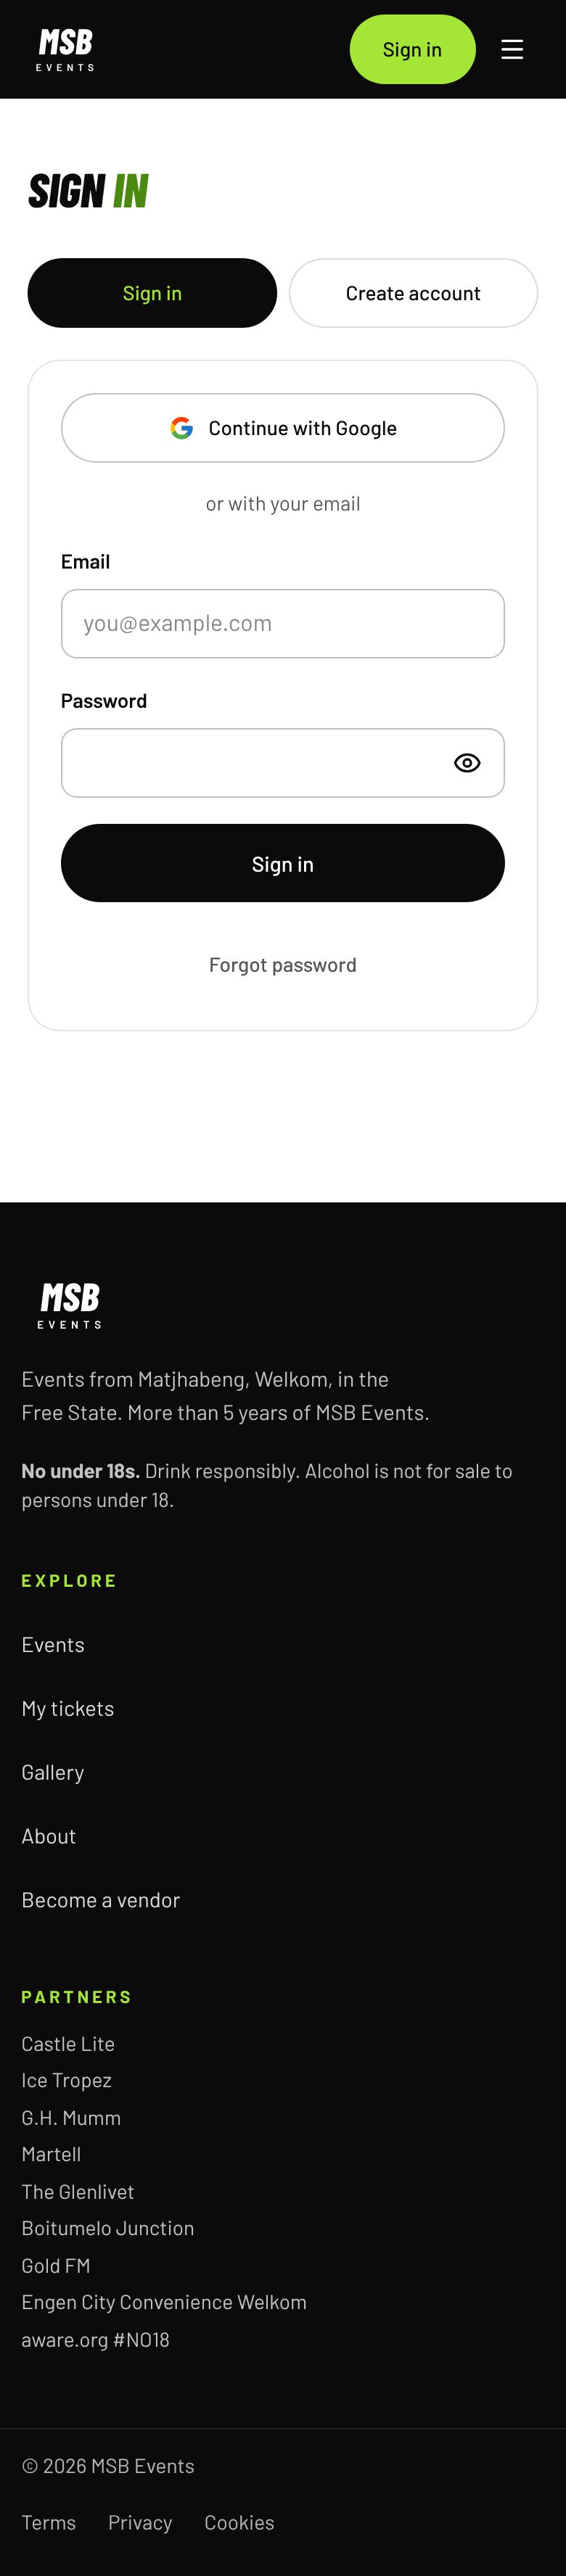 MSB
EVENTS
Sign in
SIGN IN
Sign in
Create account
Continue with Google
or with your email
Email
you@example.com
Password
Sign in
Forgot password
MSB
EVENTS
Events from Matjhabeng, Welkom, in the
Free State. More than 5 years of MSB Events.
No under 18s. Drink responsibly. Alcohol is not for sale to
persons under 18.
EXPLORE
Events
My tickets
Gallery
About
Become a vendor
PARTNERS
Castle Lite
Ice Tropez
G.H. Mumm
Martell
The Glenlivet
Boitumelo Junction
Gold FM
Engen City Convenience Welkom
aware.org #NO18
© 2026 MSB Events
Terms Privacy Cookies